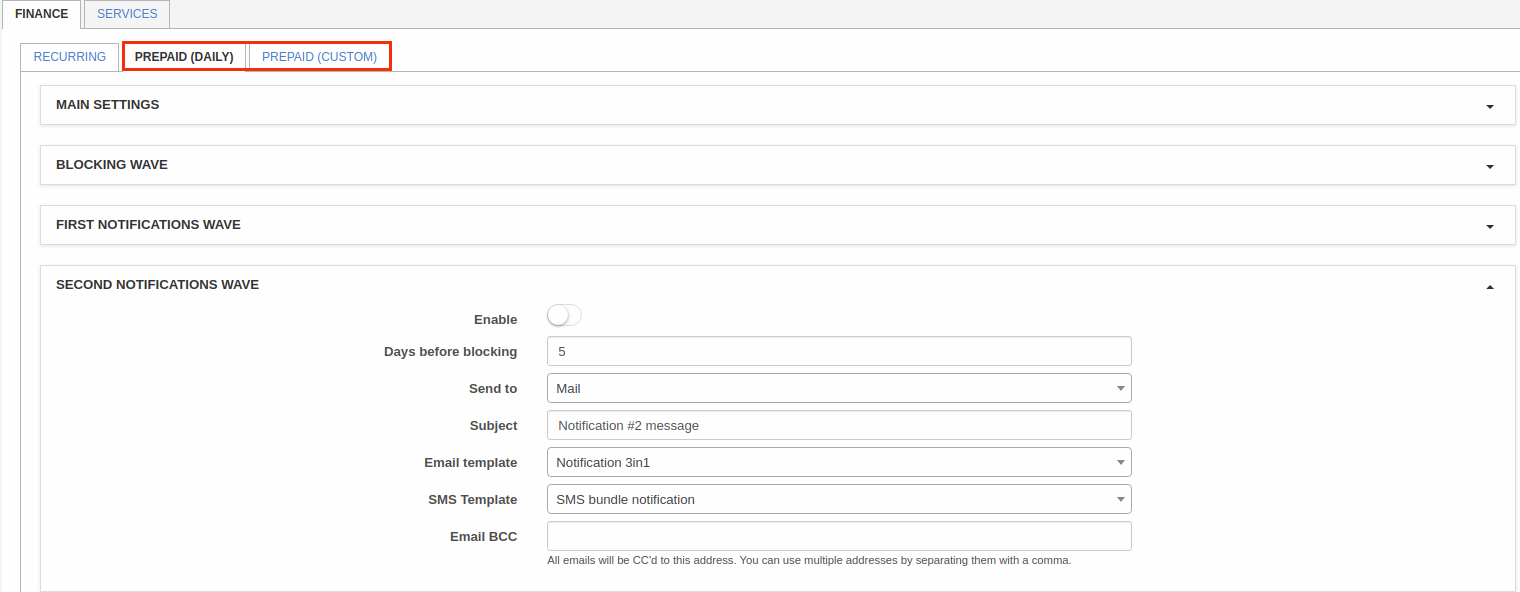 FINANCE SERVICES
RECURRING PREPAID (DAILY) PREPAID (CUSTOM)
MAIN SETTINGS
BLOCKING WAVE
FIRST NOTIFICATIONS WAVE
SECOND NOTIFICATIONS WAVE
Enable
Days before blocking 5
Send to Mail
Subject Notification #2 message
Email template Notification 3in1
SMS Template SMS bundle notification
Email BCC
All emails will be CC'd to this address. You can use multiple addresses by separating them with a comma.